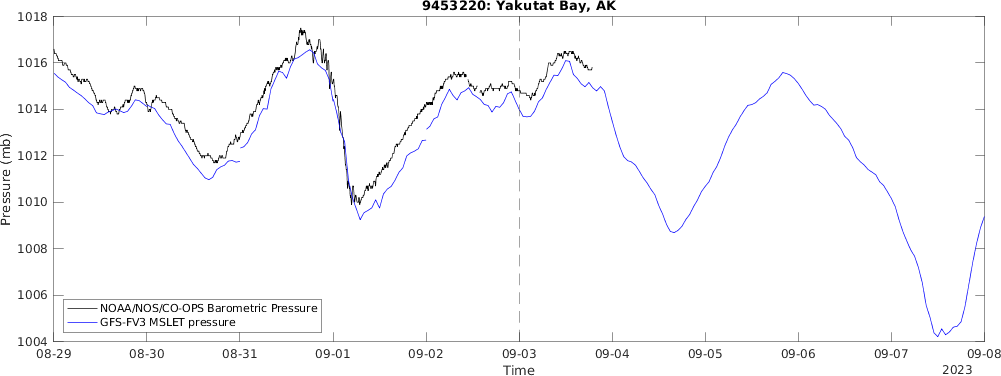 9453220: Yakutat Bay, AK
Pressure (mb)
1018
1016
1014
1012
1010
1008
1006
1004
NOAA/NOS/CO-OPS Barometric Pressure
GFS-FV3 MSLET pressure
08-29 08-30 08-31 09-01 09-02 09-03 09-04 09-05 09-06 09-07 09-08
Time 2023